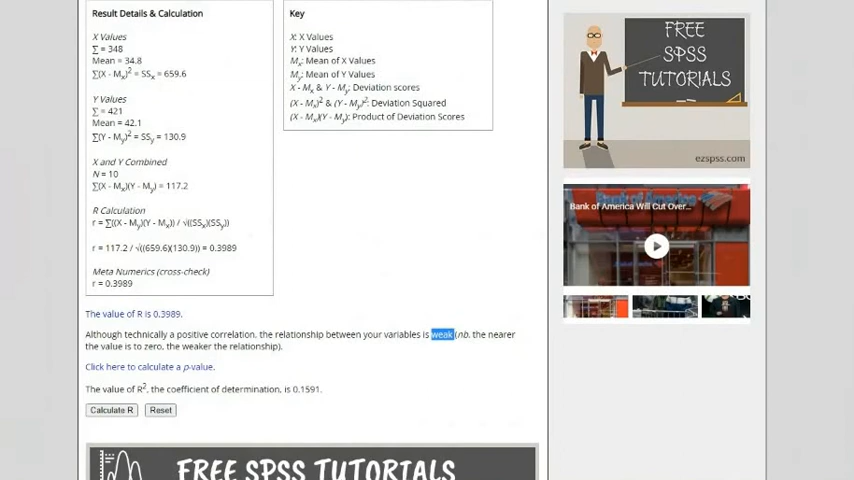 Result Details & Calculation
X Values
∑ = 348
Mean = 34.8
∑(X - Mx)² = SSx = 659.6
Y Values
∑ = 421
Mean = 42.1
∑(Y - My)² = SSy = 130.9
X and Y Combined
N = 10
∑(X - Mx)(Y - My) = 117.2
R Calculation
r = ∑((X - My)(Y - Mx)) / √((SSx)(SSy))
r = 117.2 / √((659.6)(130.9)) = 0.3989
Meta Numerics (cross-check)
r = 0.3989
Key
X: X Values
Y: Y Values
Mx: Mean of X Values
My: Mean of Y Values
X - Mx & Y - My: Deviation scores
(X - Mx)² & (Y - My)²: Deviation Squared
(X - Mx)(Y - My): Product of Deviation Scores
The value of R is 0.3989.
Although technically a positive correlation, the relationship between your variables is weak (nb. the nearer
the value is to zero, the weaker the relationship).
Click here to calculate a p-value.
The value of R², the coefficient of determination, is 0.1591.
Calculate R
Reset
FREE SPSS TUTORIALS
FREE
SPSS
TUTORIALS
ezspss.com
Bank of America Will Cut Over...
Bank of America